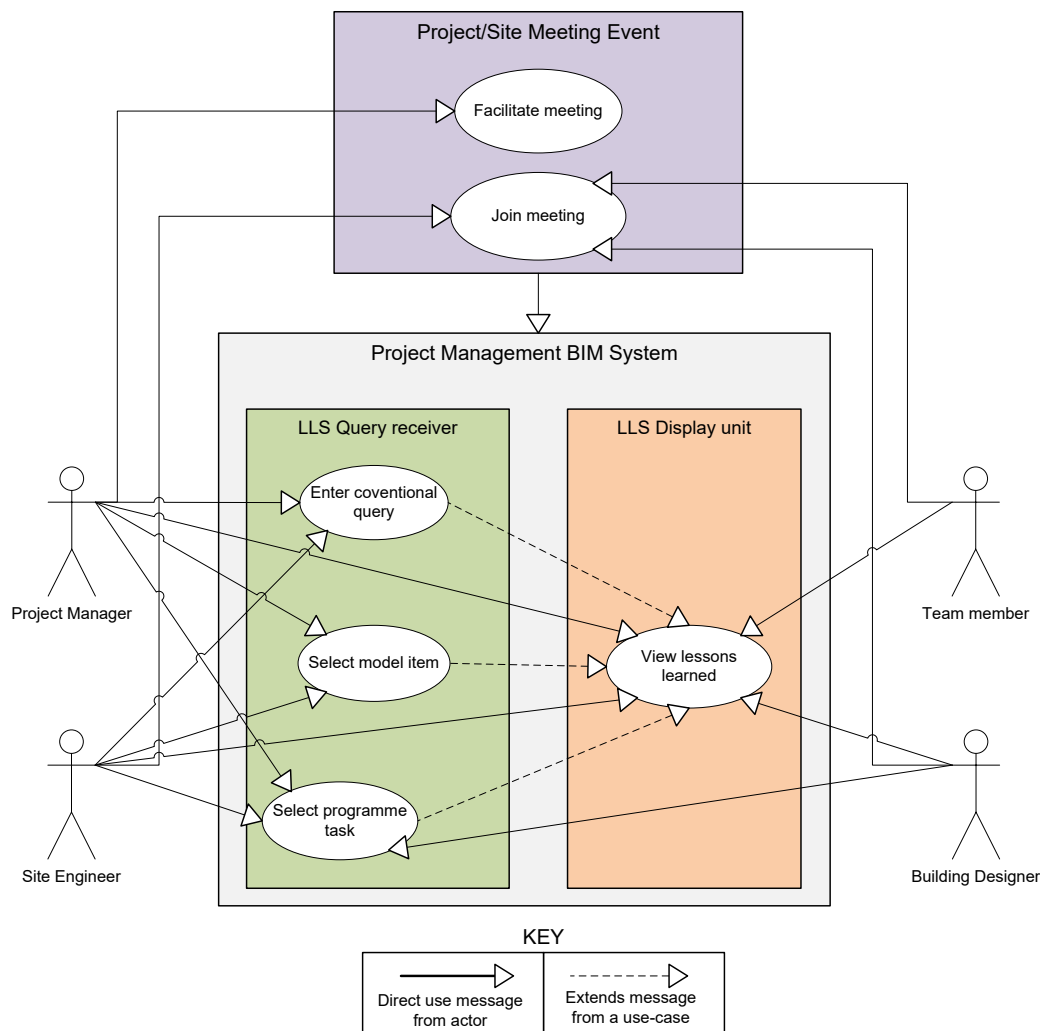 Project/Site Meeting Event
Facilitate meeting
Join meeting
Project Management BIM System
LLS Query receiver
LLS Display unit
Enter coventional
query
Project Manager
Team member
Select model item
View lessons
learned
Select programme
task
Site Engineer
Building Designer
KEY
Direct use message
from actor
Extends message
from a use-case